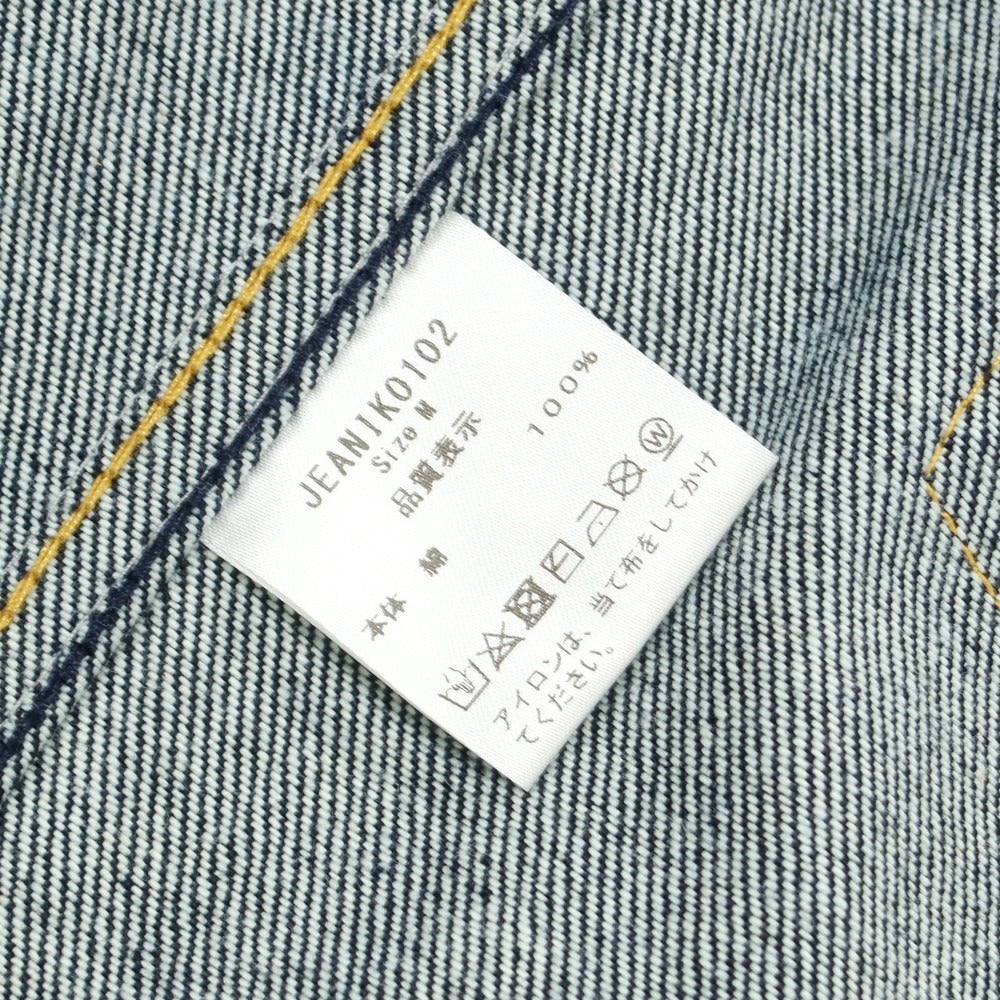 JEANIKO102
Size M
品質表示
本体 綿 100%
W
アイロンは、当て布をしてかけ
てください。